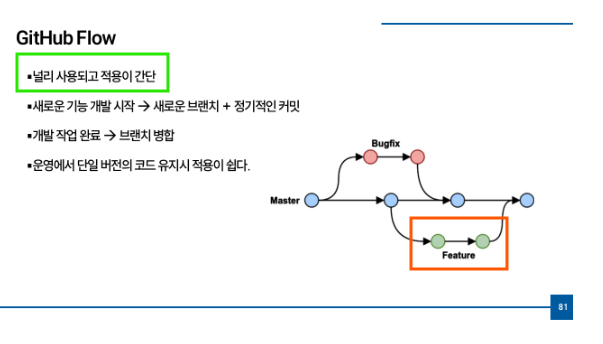 GitHub Flow
▪널리 사용되고 적용이 간단
▪새로운 기능 개발 시작 → 새로운 브랜치 + 정기적인 커밋
▪개발 작업 완료 → 브랜치 병합
▪운영에서 단일 버전의 코드 유지시 적용이 쉽다.
Bugfix
Master
Feature
81